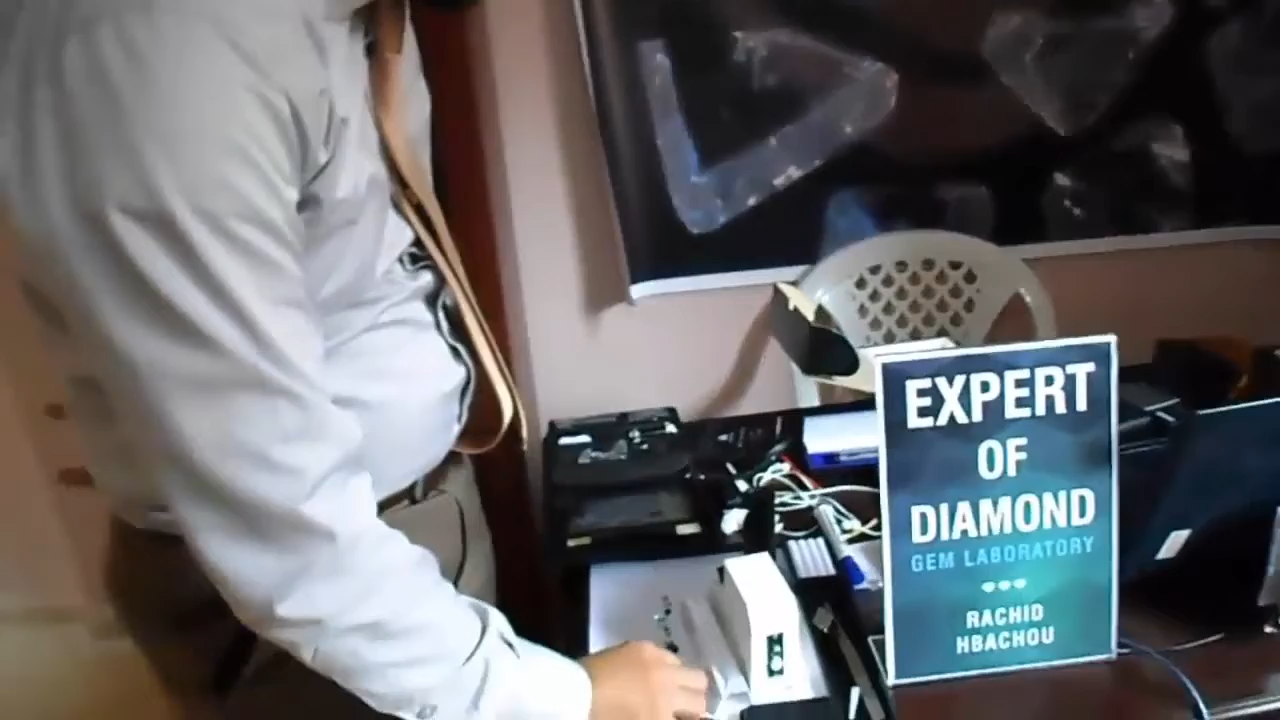 EXPERT
OF
DIAMOND
GEM LABORATORY
RACHID
HBACHOU